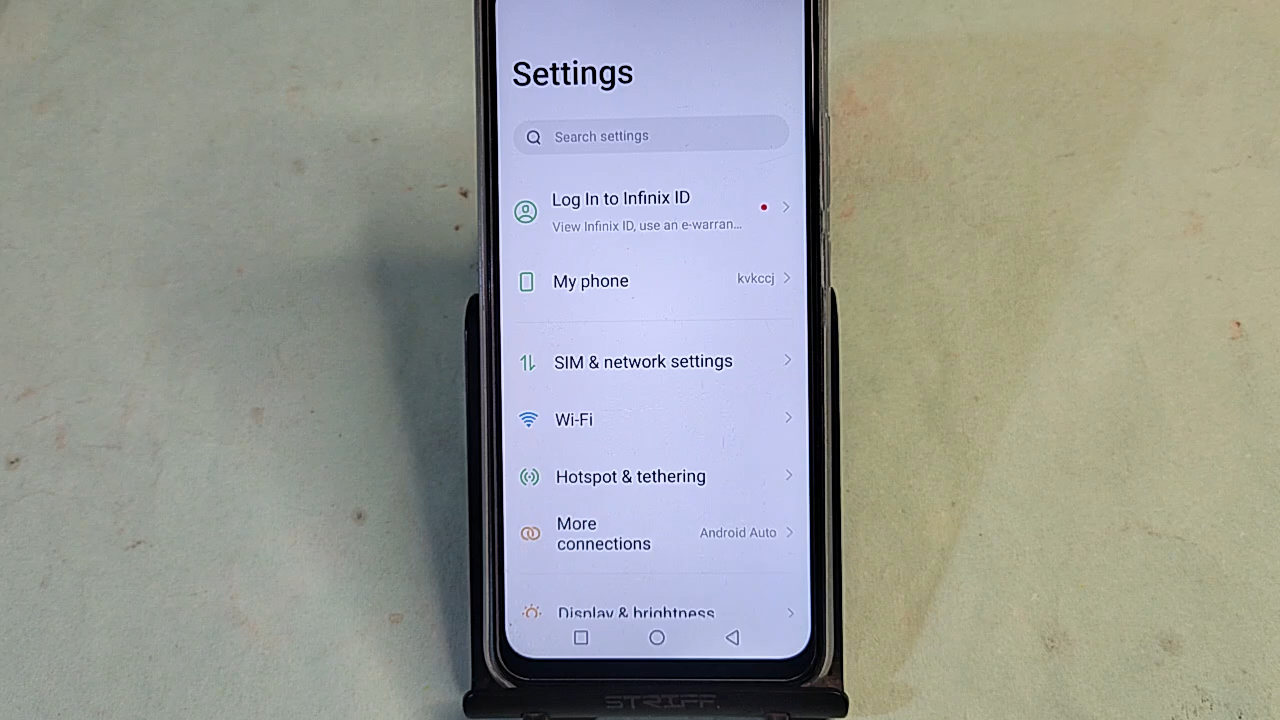 Settings
Search settings
Log In to Infinix ID
View Infinix ID, use an e-warran...
My phone
kvkccj
SIM & network settings
Wi-Fi
Hotspot & tethering
More
connections
Android Auto
Display & brightness
STRIFF